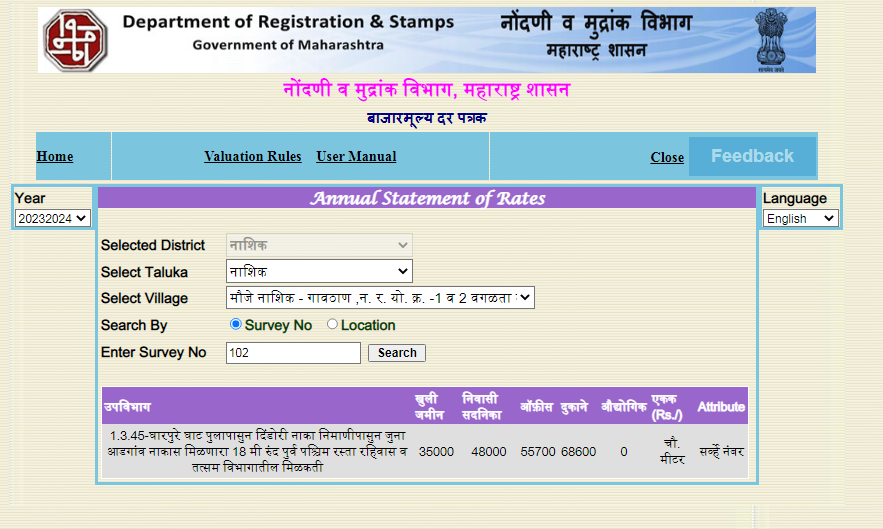 Department of Registration & Stamps
Government of Maharashtra
नोंदणी व मुद्रांक विभाग
महाराष्ट्र शासन
नोंदणी व मुद्रांक विभाग, महाराष्ट्र शासन
बाजारमूल्य दर पत्रक
Home Valuation Rules User Manual Close Feedback
Year Annual Statement of Rates Language
20232024 English
Selected District नाशिक
Select Taluka नाशिक
Select Village मौजे नाशिक - गावठाण ,न. र. यो. क्र. -1 व 2 वगळता
Search By Survey No Location
Enter Survey No 102 Search
उपविभाग खुली जमीन निवासी सदनिका ऑफ़ीस दुकाने औद्योगिक एकक (Rs./) Attribute
1.3.45-घारपुरे घाट पुलापासुन दिंडोरी नाका निमाणीपासुन जुना
आडगांव नाकास मिळणारा 18 मी रुंद पुर्व पश्चिम रस्ता रहिवास व
तत्सम विभागातील मिळकती
35000 48000 55700 68600 0 चौ. मीटर सर्व्हे नंबर